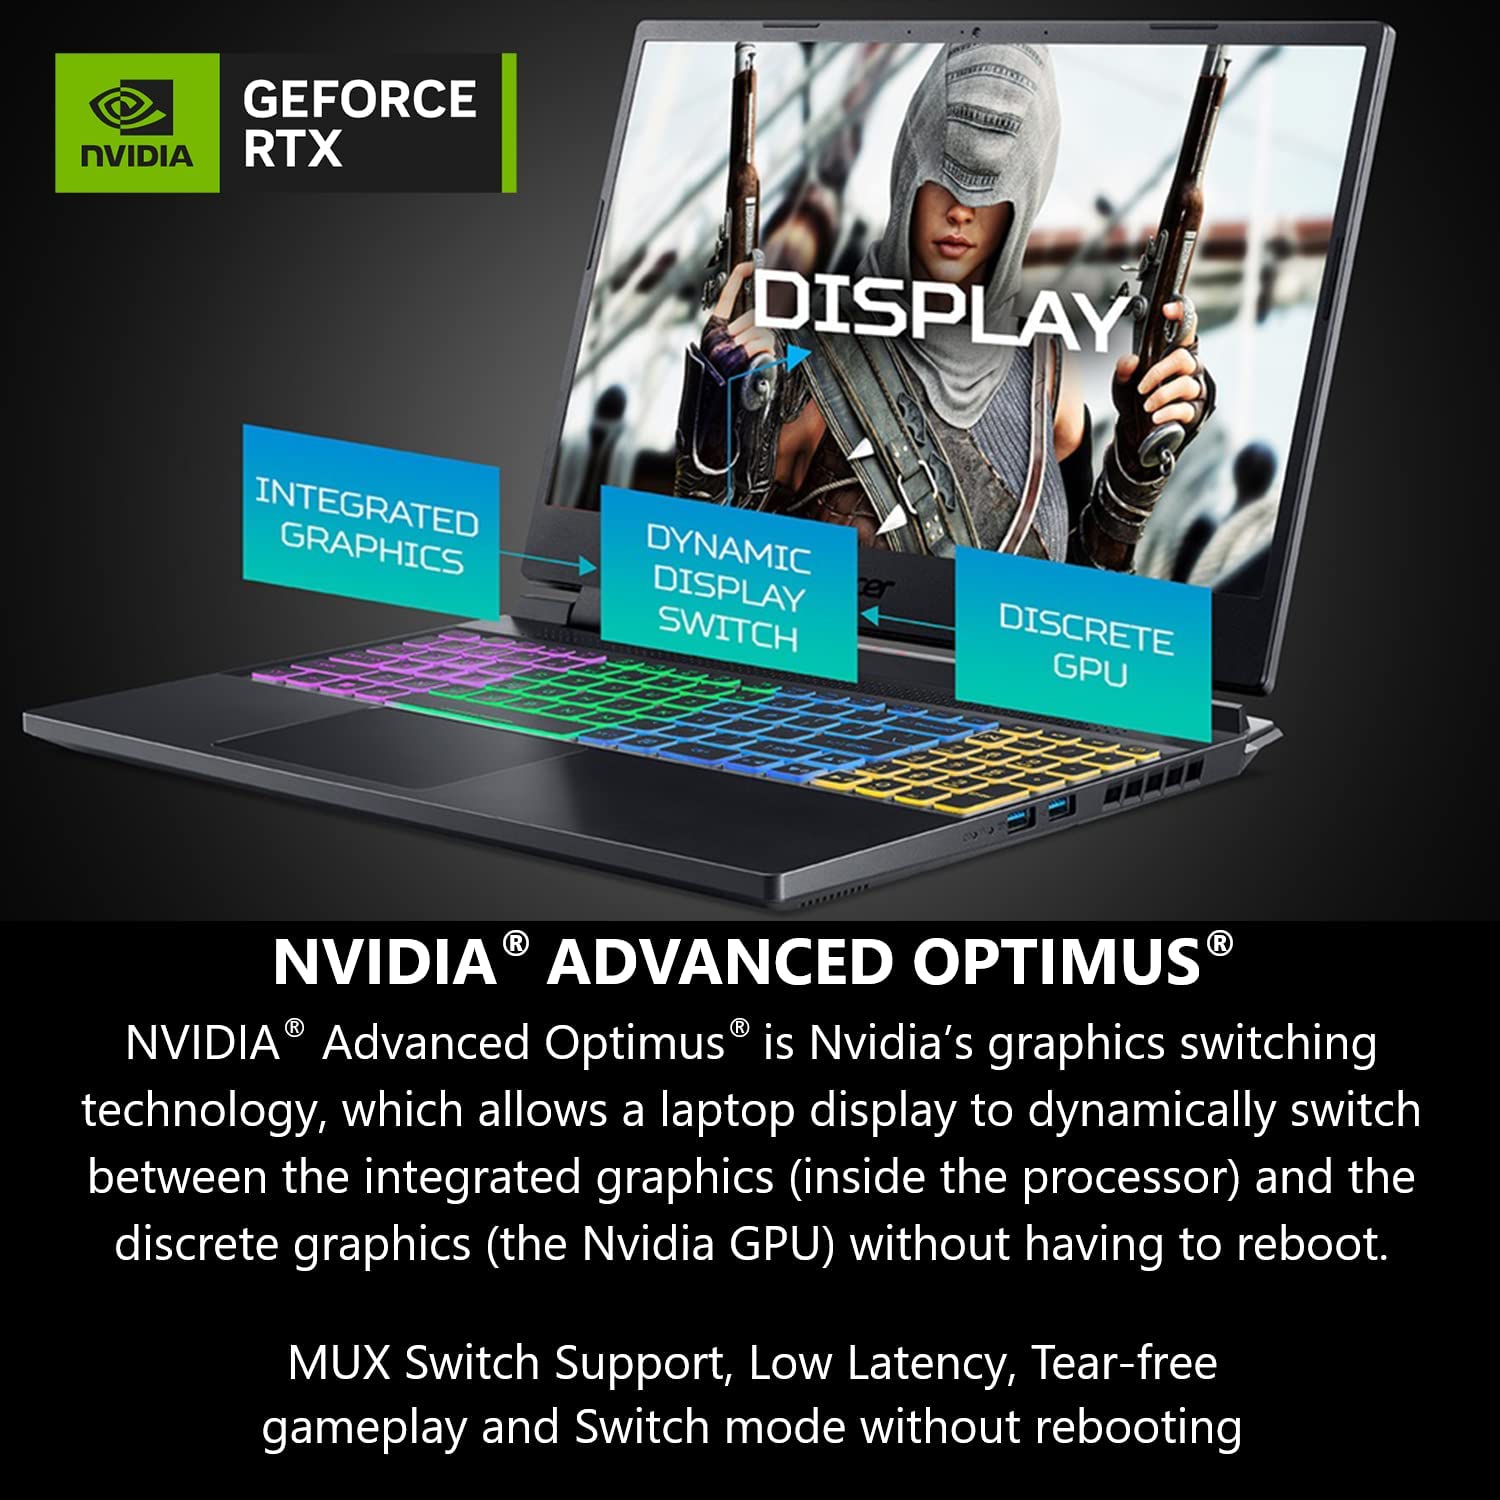 NVIDIA
GEFORCE
RTX
DISPLAY
INTEGRATED
GRAPHICS
DYNAMIC
DISPLAY
SWITCH
DISCRETE
GPU
NVIDIA® ADVANCED OPTIMUS®
NVIDIA® Advanced Optimus® is Nvidia’s graphics switching
technology, which allows a laptop display to dynamically switch
between the integrated graphics (inside the processor) and the
discrete graphics (the Nvidia GPU) without having to reboot.
MUX Switch Support, Low Latency, Tear-free
gameplay and Switch mode without rebooting